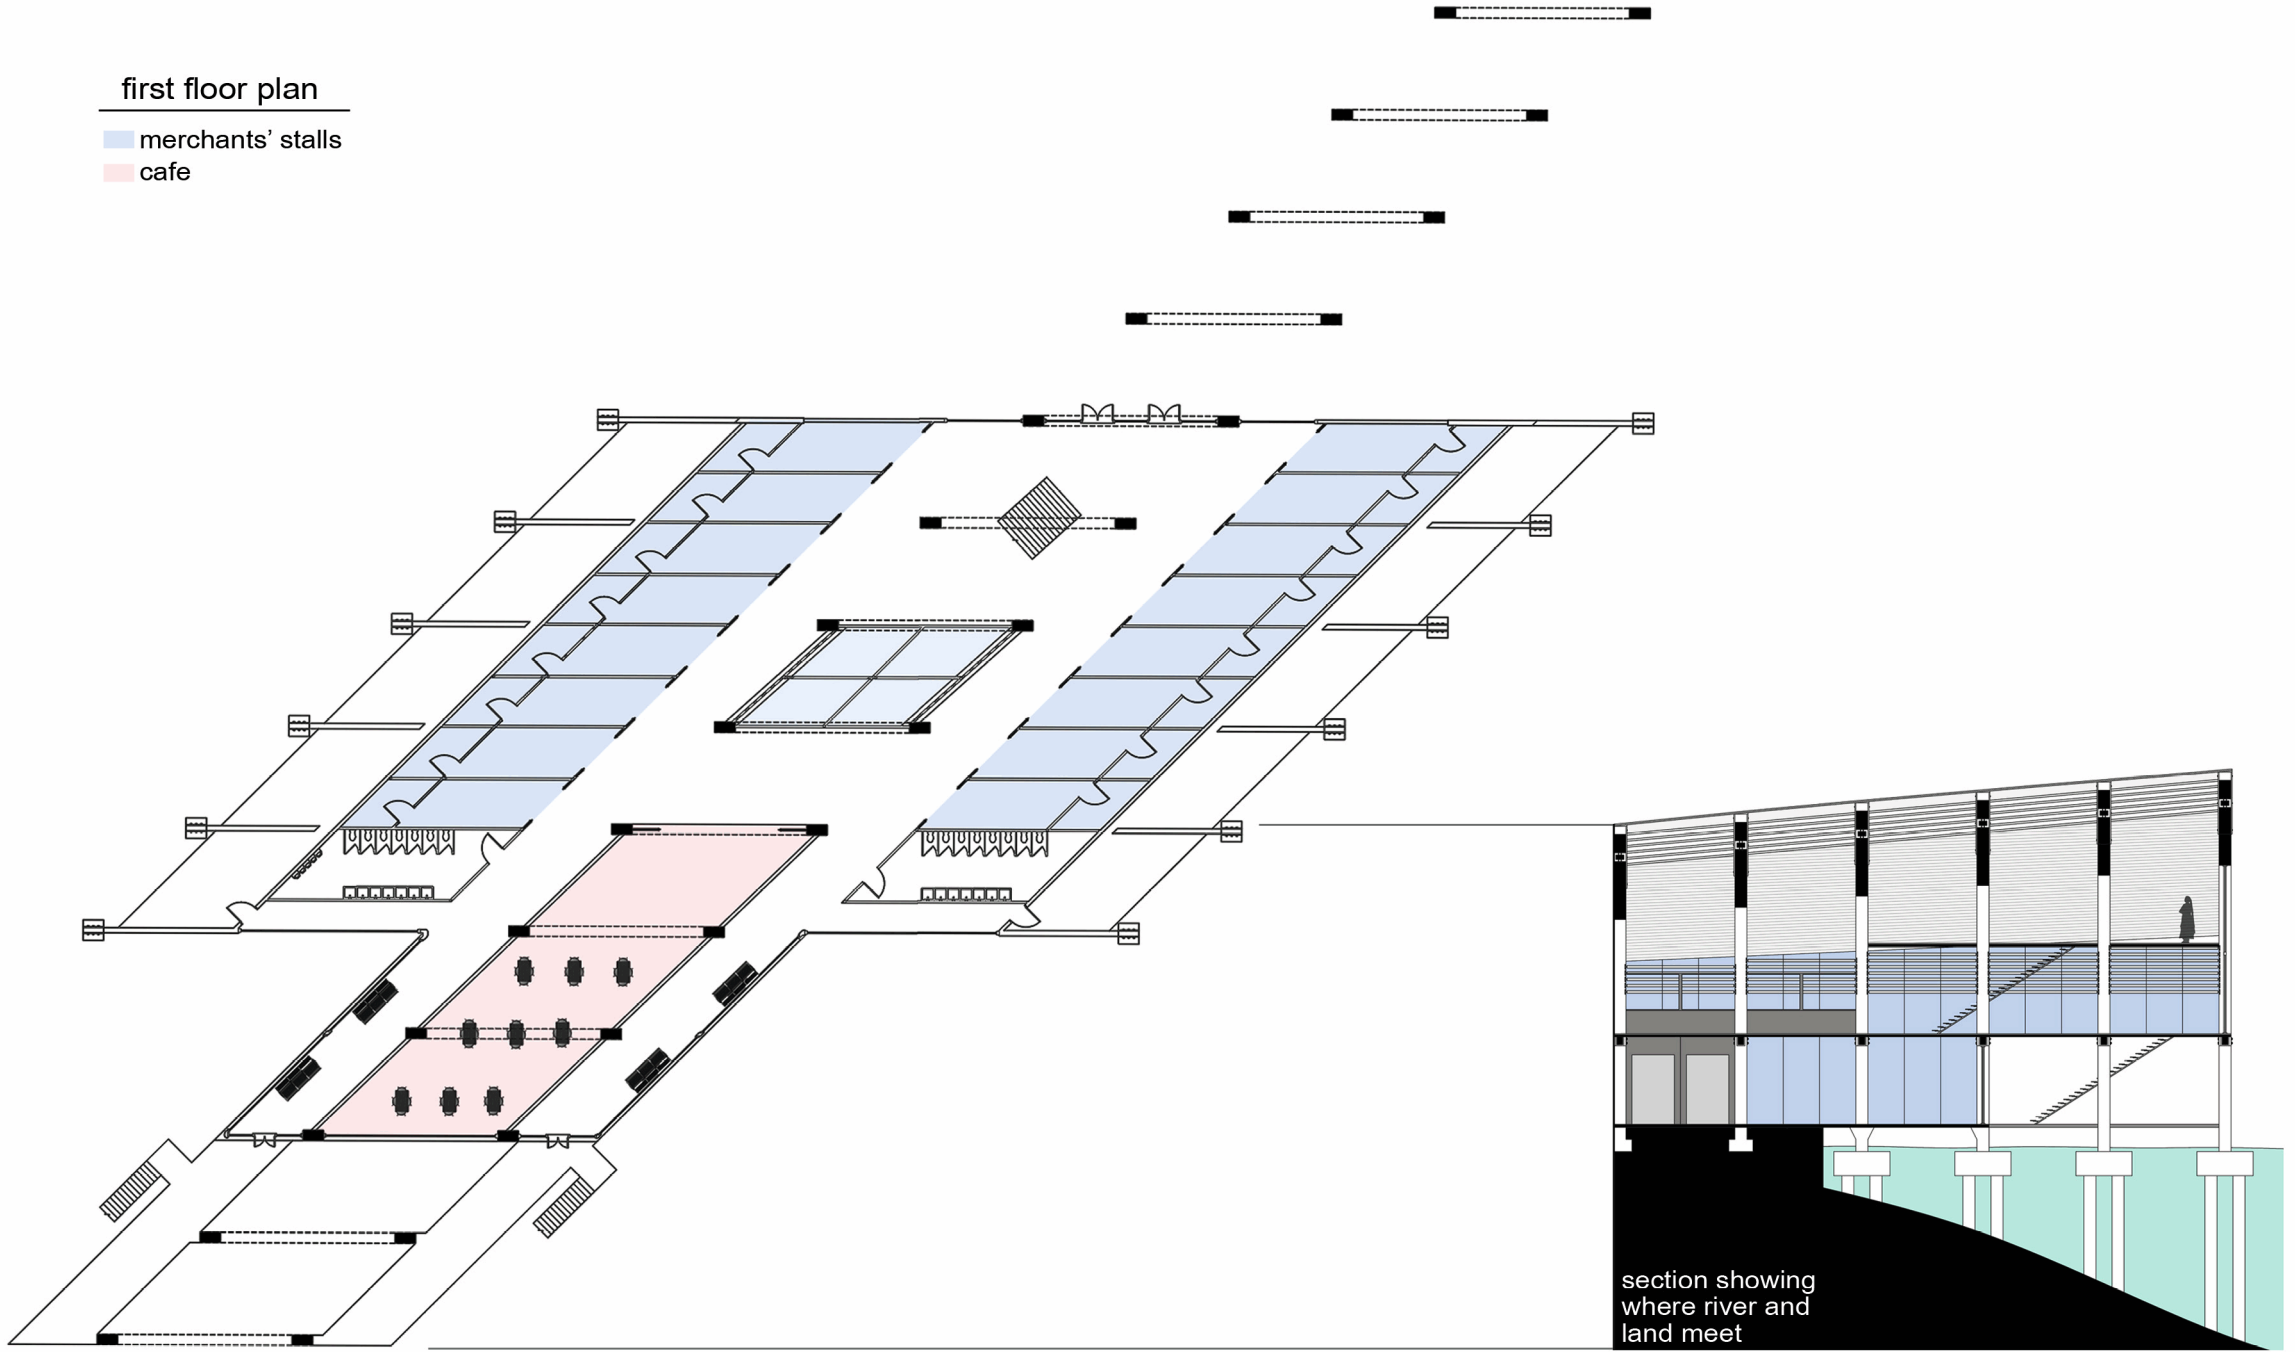 first floor plan
merchants’ stalls
cafe
section showing
where river and
land meet